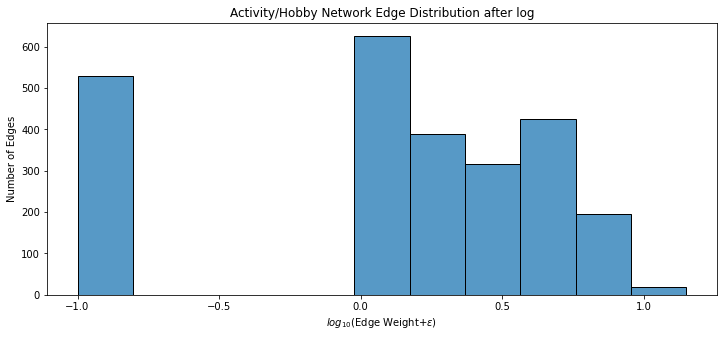 Activity/Hobby Network Edge Distribution after log
Number of Edges
600
500
400
300
200
100
0
−1.0 −0.5 0.0 0.5 1.0
log₁₀(Edge Weight+ε)